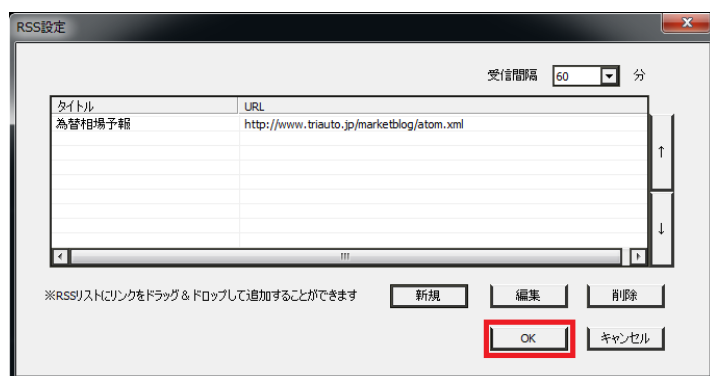 RSS設定
受信間隔 60 分
タイトル URL
為替相場予報 http://www.triauto.jp/marketblog/atom.xml
↑
↓
※RSSリストにリンクをドラッグ＆ドロップして追加することができます 新規 編集 削除
OK キャンセル